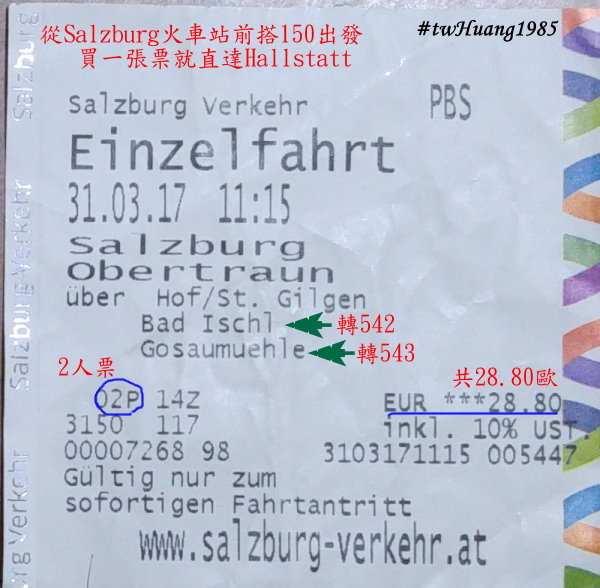 從Salzburg火車站前搭150出發
買一張票就直達Hallstatt
#twHuang1985
Salzburg Verkehr
PBS
Einzelfahrt
31.03.17 11:15
Salzburg
Obertraun
über Hof/St. Gilgen
Bad Ischl 轉542
Gosaumuehle 轉543
2人票
共28.80歐
02P 14Z
EUR ***28.80
3150 117
inkl. 10% UST.
00007268 98
3103171115 005447
Gültig nur zum
sofortigen Fahrtantritt
www.salzburg-verkehr.at
Salzburg
Salzburg Verkehr
rg Verkehr